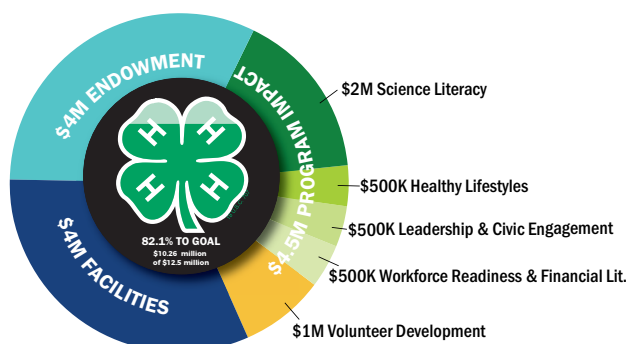 $4M ENDOWMENT
$4.5M PROGRAM IMPACT
$2M Science Literacy
$500K Healthy Lifestyles
$500K Leadership & Civic Engagement
$500K Workforce Readiness & Financial Lit.
$1M Volunteer Development
$4M FACILITIES
H H
H H
82.1% TO GOAL
$10.26 million
of $12.5 million